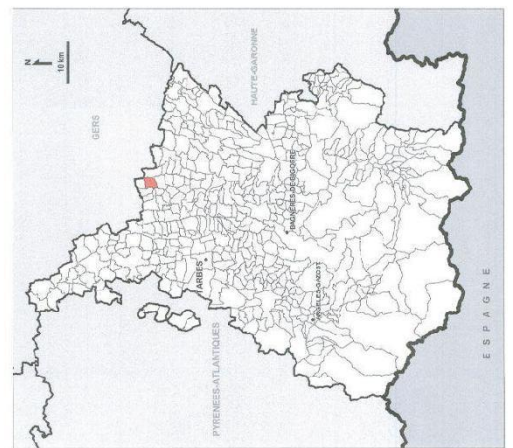 N
10 km
GERS
HAUTE-GARONNE
TARBES
BAGNERES-DE-BIGORRE
ARGELES-GAZOST
PYRENEES-ATLANTIQUES
ESPAGNE